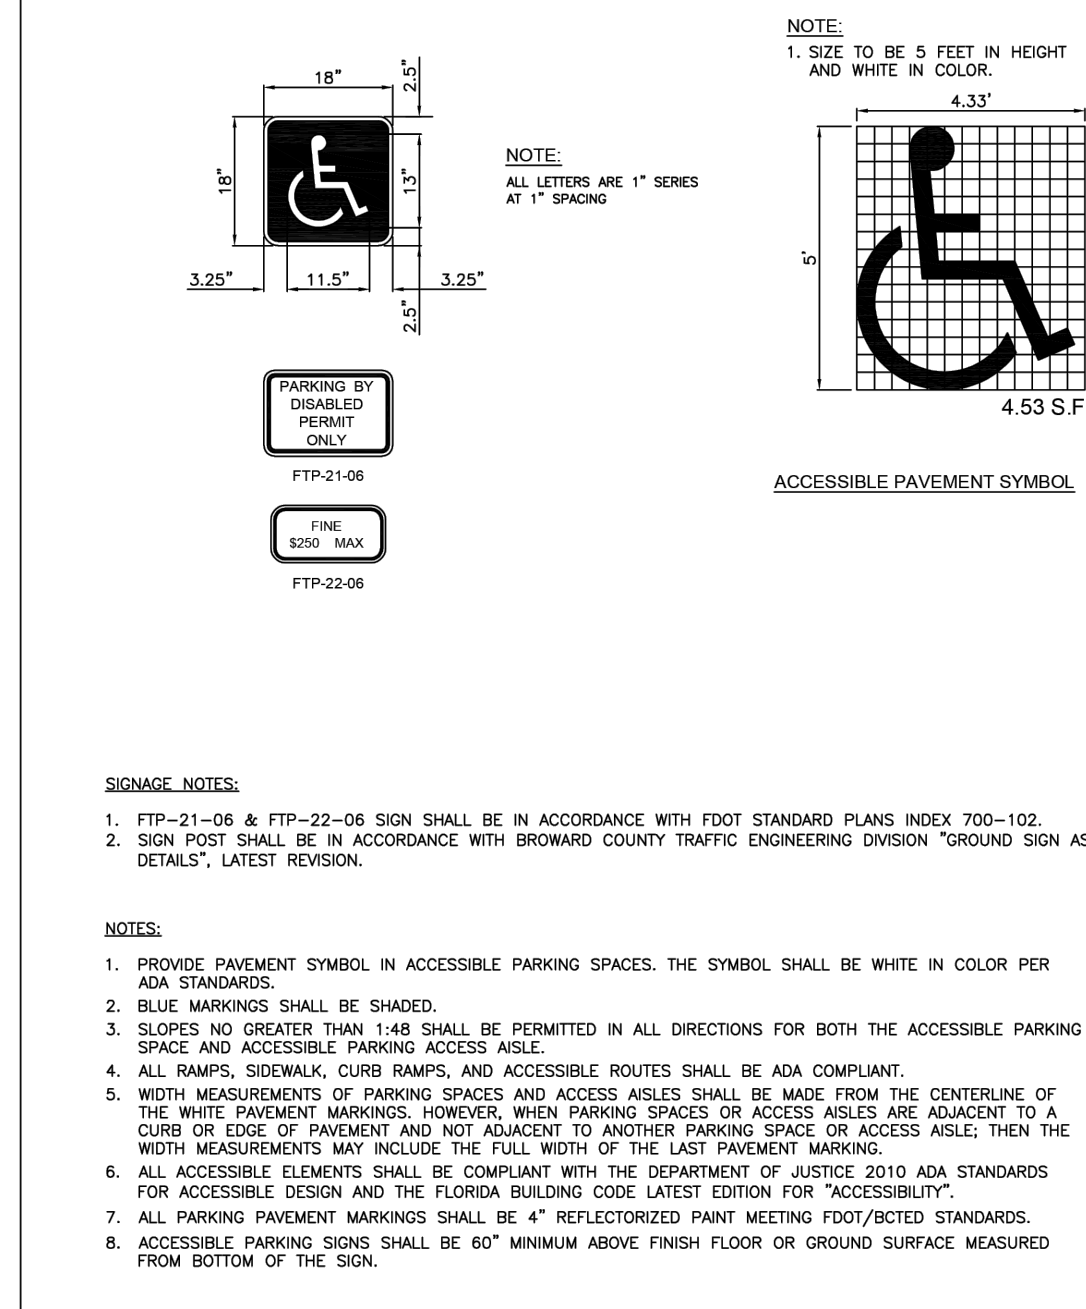 NOTE:
1. SIZE TO BE 5 FEET IN HEIGHT
AND WHITE IN COLOR.
18"
2.5"
18"
13"
3.25"
11.5"
3.25"
2.5"
NOTE:
ALL LETTERS ARE 1" SERIES
AT 1" SPACING
4.33'
5'
4.53 S.F
ACCESSIBLE PAVEMENT SYMBOL
PARKING BY
DISABLED
PERMIT
ONLY
FTP-21-06
FINE
$250 MAX
FTP-22-06
SIGNAGE NOTES:
1. FTP-21-06 & FTP-22-06 SIGN SHALL BE IN ACCORDANCE WITH FDOT STANDARD PLANS INDEX 700-102.
2. SIGN POST SHALL BE IN ACCORDANCE WITH BROWARD COUNTY TRAFFIC ENGINEERING DIVISION "GROUND SIGN AS
DETAILS", LATEST REVISION.
NOTES:
1. PROVIDE PAVEMENT SYMBOL IN ACCESSIBLE PARKING SPACES. THE SYMBOL SHALL BE WHITE IN COLOR PER
ADA STANDARDS.
2. BLUE MARKINGS SHALL BE SHADED.
3. SLOPES NO GREATER THAN 1:48 SHALL BE PERMITTED IN ALL DIRECTIONS FOR BOTH THE ACCESSIBLE PARKING
SPACE AND ACCESSIBLE PARKING ACCESS AISLE.
4. ALL RAMPS, SIDEWALK, CURB RAMPS, AND ACCESSIBLE ROUTES SHALL BE ADA COMPLIANT.
5. WIDTH MEASUREMENTS OF PARKING SPACES AND ACCESS AISLES SHALL BE MADE FROM THE CENTERLINE OF
THE WHITE PAVEMENT MARKINGS. HOWEVER, WHEN PARKING SPACES OR ACCESS AISLES ARE ADJACENT TO A
CURB OR EDGE OF PAVEMENT AND NOT ADJACENT TO ANOTHER PARKING SPACE OR ACCESS AISLE; THEN THE
WIDTH MEASUREMENTS MAY INCLUDE THE FULL WIDTH OF THE LAST PAVEMENT MARKING.
6. ALL ACCESSIBLE ELEMENTS SHALL BE COMPLIANT WITH THE DEPARTMENT OF JUSTICE 2010 ADA STANDARDS
FOR ACCESSIBLE DESIGN AND THE FLORIDA BUILDING CODE LATEST EDITION FOR "ACCESSIBILITY".
7. ALL PARKING PAVEMENT MARKINGS SHALL BE 4" REFLECTORIZED PAINT MEETING FDOT/BCTED STANDARDS.
8. ACCESSIBLE PARKING SIGNS SHALL BE 60" MINIMUM ABOVE FINISH FLOOR OR GROUND SURFACE MEASURED
FROM BOTTOM OF THE SIGN.